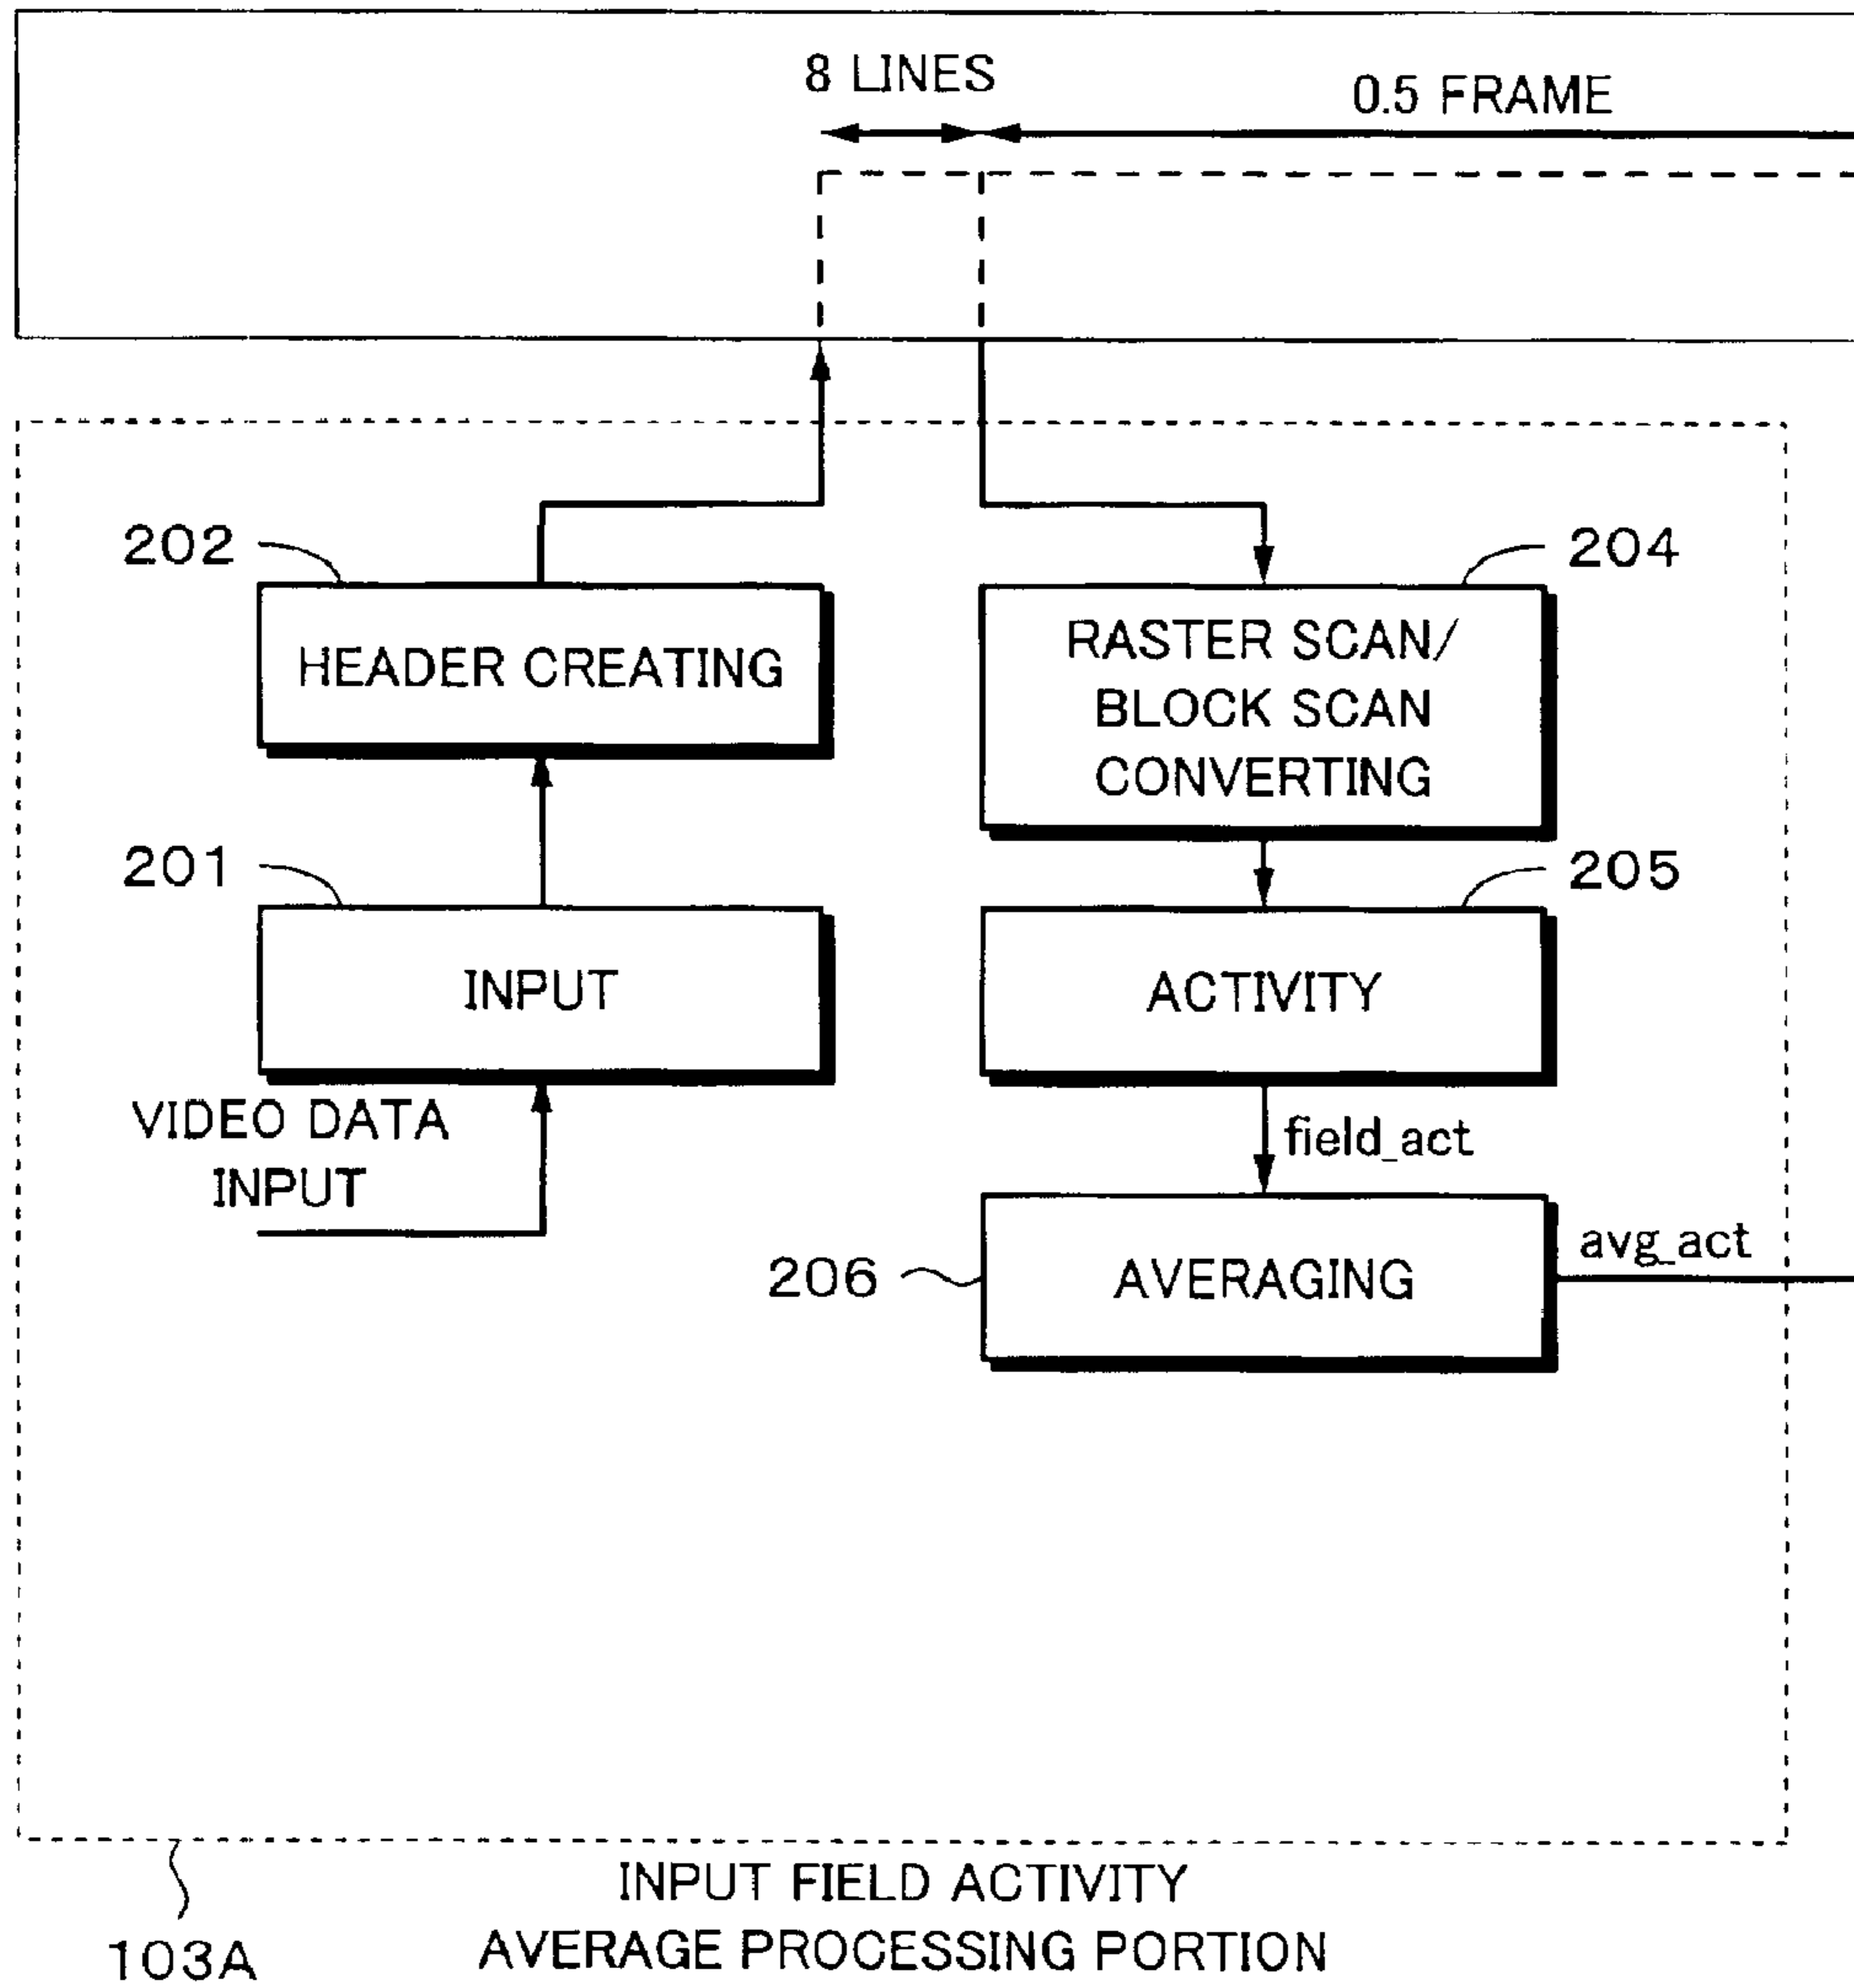 8 LINES
0.5 FRAME
202
204
HEADER CREATING
RASTER SCAN/
BLOCK SCAN
CONVERTING
201
205
INPUT
ACTIVITY
VIDEO DATA
INPUT
field_act
206
AVERAGING
avg_act
INPUT FIELD ACTIVITY
AVERAGE PROCESSING PORTION
103A